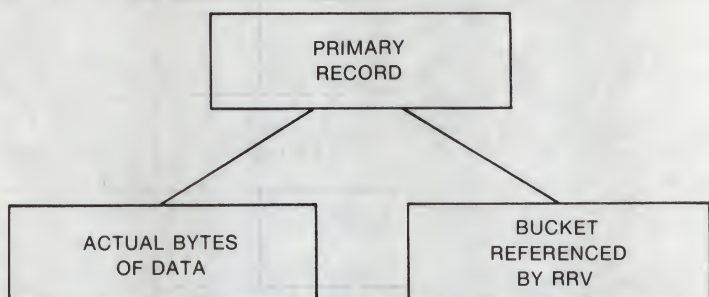 PRIMARY
RECORD
ACTUAL BYTES
OF DATA
BUCKET
REFERENCED
BY RRV